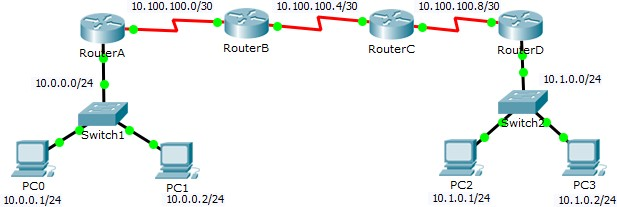 10.100.100.0/30
10.100.100.4/30
10.100.100.8/30
RouterA
RouterB
RouterC
RouterD
10.0.0.0/24
10.1.0.0/24
Switch1
Switch2
PC0
10.0.0.1/24
PC1
10.0.0.2/24
PC2
10.1.0.1/24
PC3
10.1.0.2/24